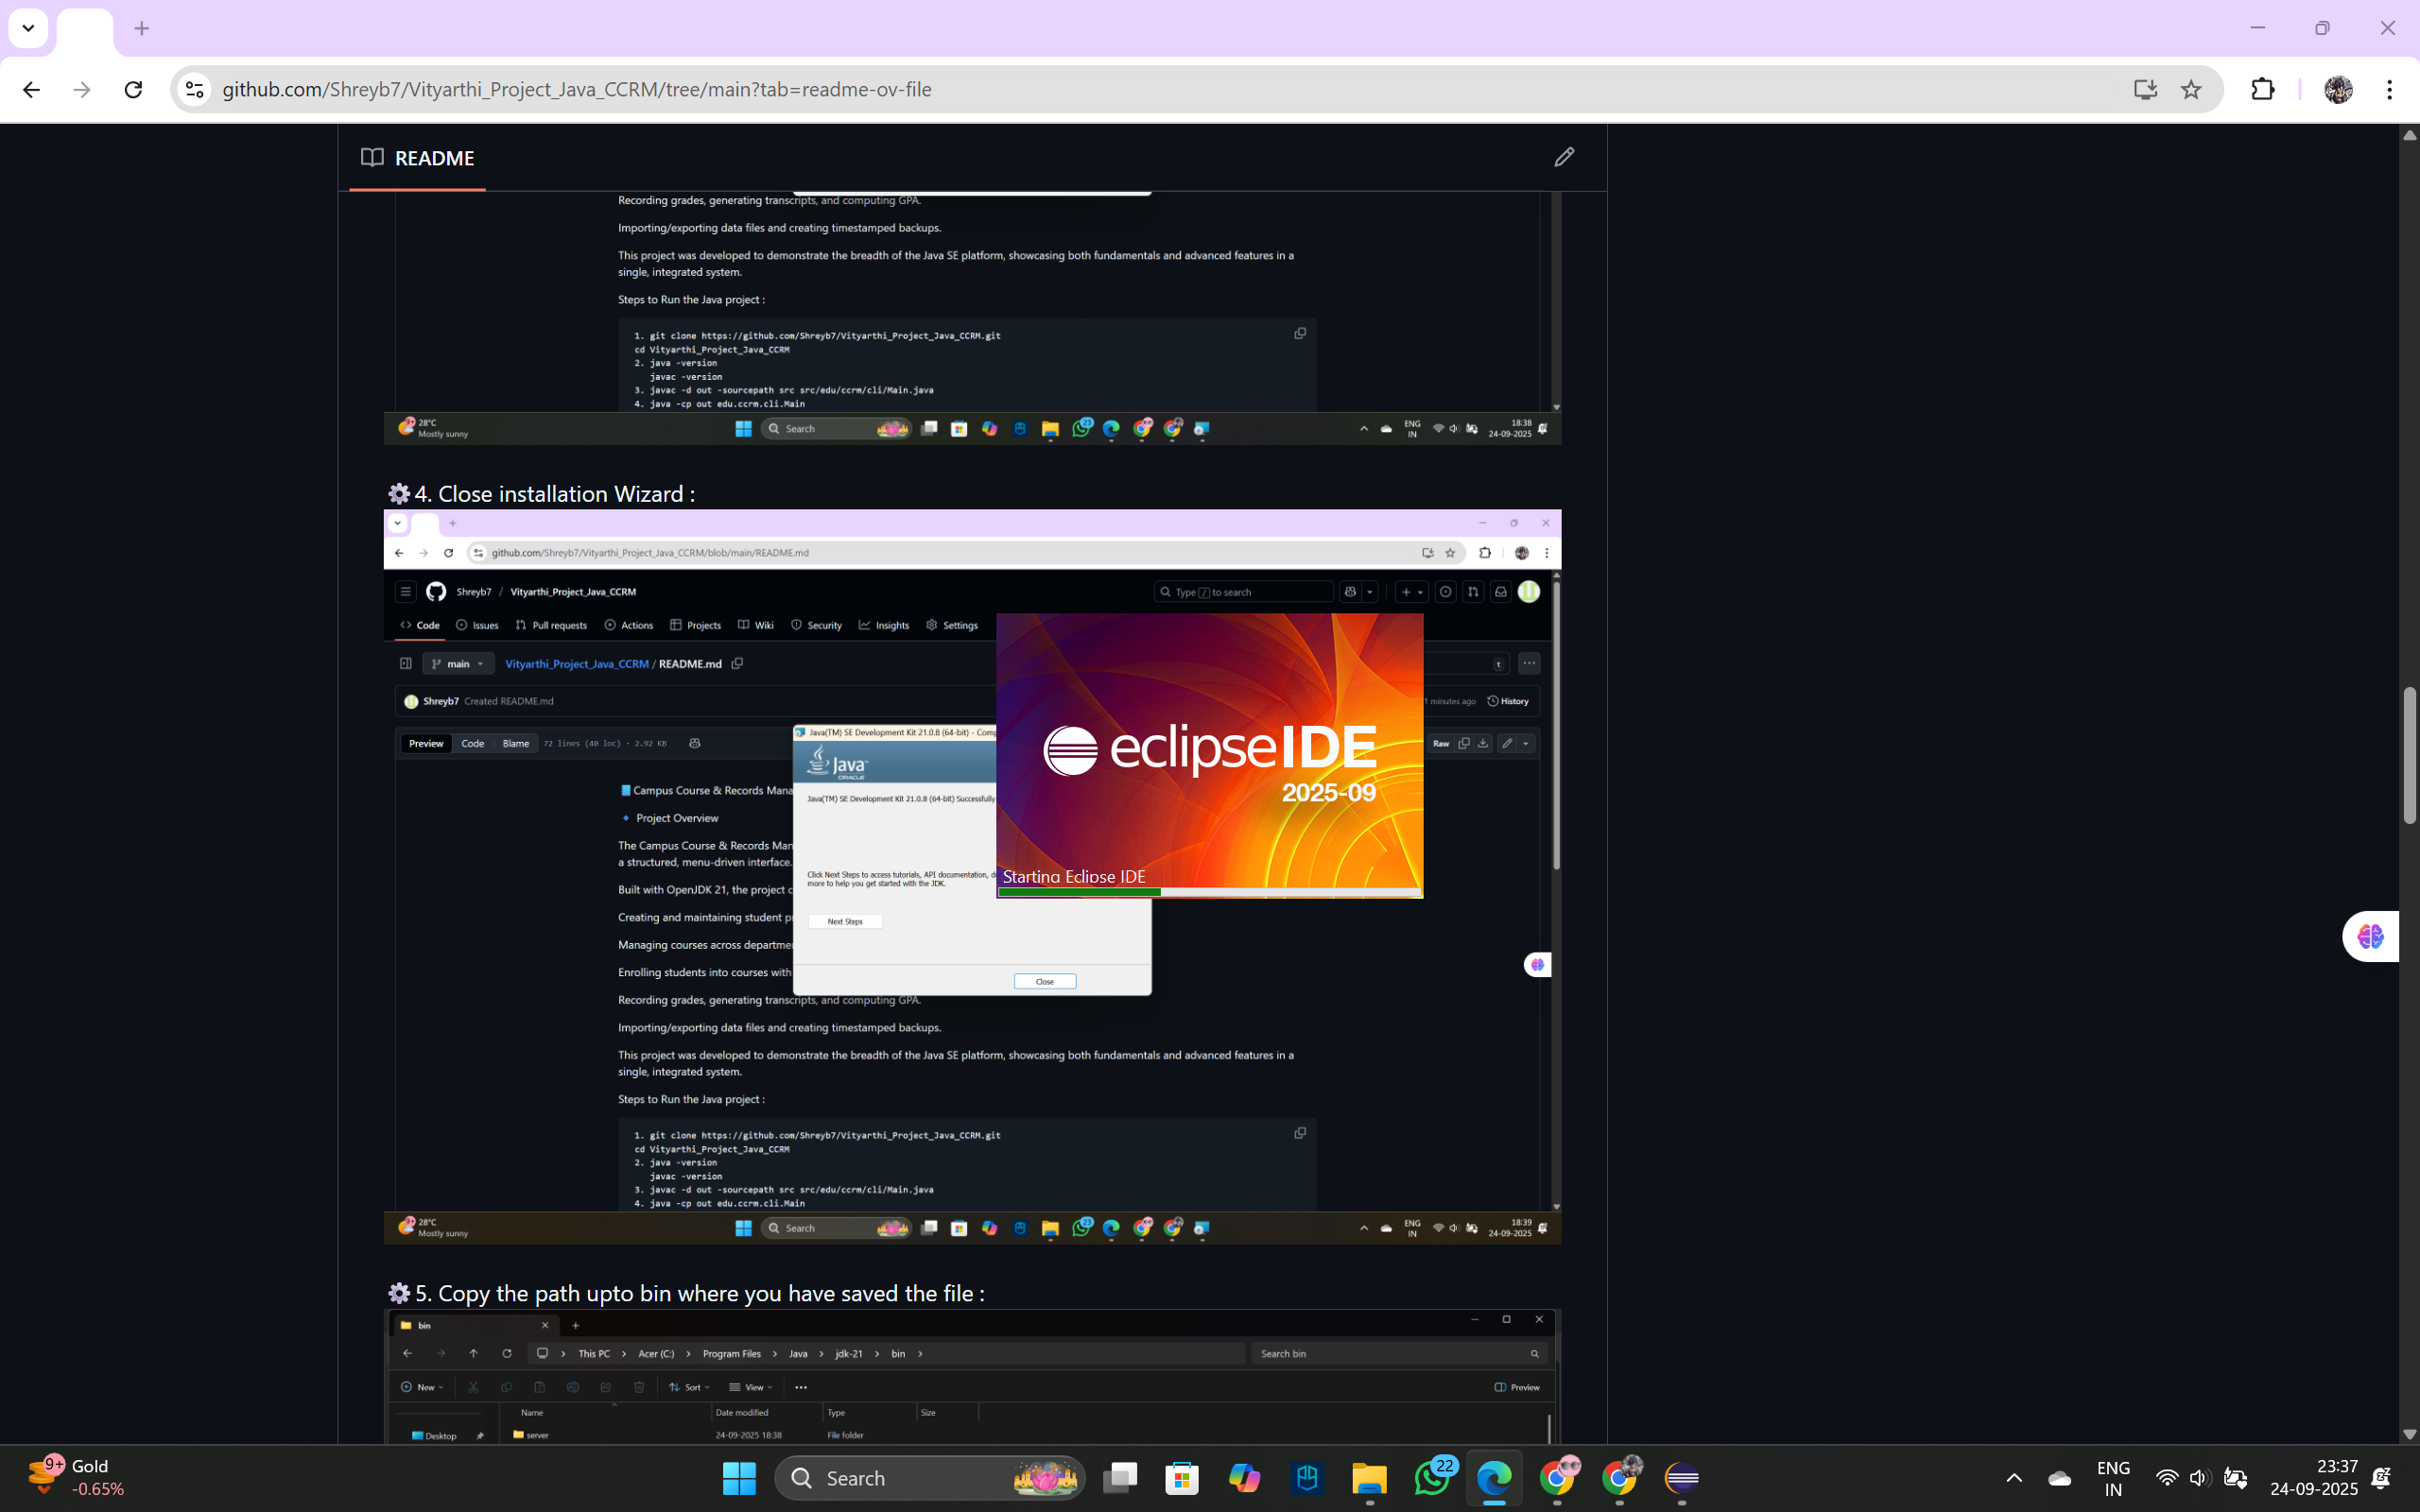 github.com/Shreyb7/Vityarthi_Project_Java_CCRM/tree/main?tab=readme-ov-file
README
Recording grades, generating transcripts, and computing GPA.
Importing/exporting data files and creating timestamped backups.
This project was developed to demonstrate the breadth of the Java SE platform, showcasing both fundamentals and advanced features in a
single, integrated system.
Steps to Run the Java project :
1. git clone https://github.com/Shreyb7/Vityarthi_Project_Java_CCRM.git
cd Vityarthi_Project_Java_CCRM
2. java -version
javac -version
3. javac -d out -sourcepath src src/edu/ccrm/cli/Main.java
4. java -cp out edu.ccrm.cli.Main
28°C
Mostly sunny
Search
23
ENG
IN
18:38
24-09-2025
4. Close installation Wizard :
github.com/Shreyb7/Vityarthi_Project_Java_CCRM/blob/main/README.md
Shreyb7 / Vityarthi_Project_Java_CCRM
Type / to search
Code Issues Pull requests Actions Projects Wiki Security Insights Settings
main Vityarthi_Project_Java_CCRM / README.md
t
Shreyb7 Created README.md
minutes ago History
Preview Code Blame 72 lines (40 loc) · 2.92 KB
Raw
Java(TM) SE Development Kit 21.0.8 (64-bit) - Comp
Java
ORACLE
Java(TM) SE Development Kit 21.0.8 (64-bit) Successfully
Click Next Steps to access tutorials, API documentation, d
more to help you get started with the JDK.
Next Steps
Close
eclipse IDE
2025-09
Starting Eclipse IDE
Campus Course & Records Mana
Project Overview
The Campus Course & Records Man
a structured, menu-driven interface.
Built with OpenJDK 21, the project c
Creating and maintaining student p
Managing courses across departme
Enrolling students into courses with
Recording grades, generating transcripts, and computing GPA.
Importing/exporting data files and creating timestamped backups.
This project was developed to demonstrate the breadth of the Java SE platform, showcasing both fundamentals and advanced features in a
single, integrated system.
Steps to Run the Java project :
1. git clone https://github.com/Shreyb7/Vityarthi_Project_Java_CCRM.git
cd Vityarthi_Project_Java_CCRM
2. java -version
javac -version
3. javac -d out -sourcepath src src/edu/ccrm/cli/Main.java
4. java -cp out edu.ccrm.cli.Main
28°C
Mostly sunny
Search
23
ENG
IN
18:39
24-09-2025
5. Copy the path upto bin where you have saved the file :
bin
This PC > Acer (C:) > Program Files > Java > jdk-21 > bin >
Search bin
New Sort View Preview
Name Date modified Type Size
Desktop server 24-09-2025 18:38 File folder
9+
Gold
-0.65%
Search
22
ENG
IN
23:37
24-09-2025